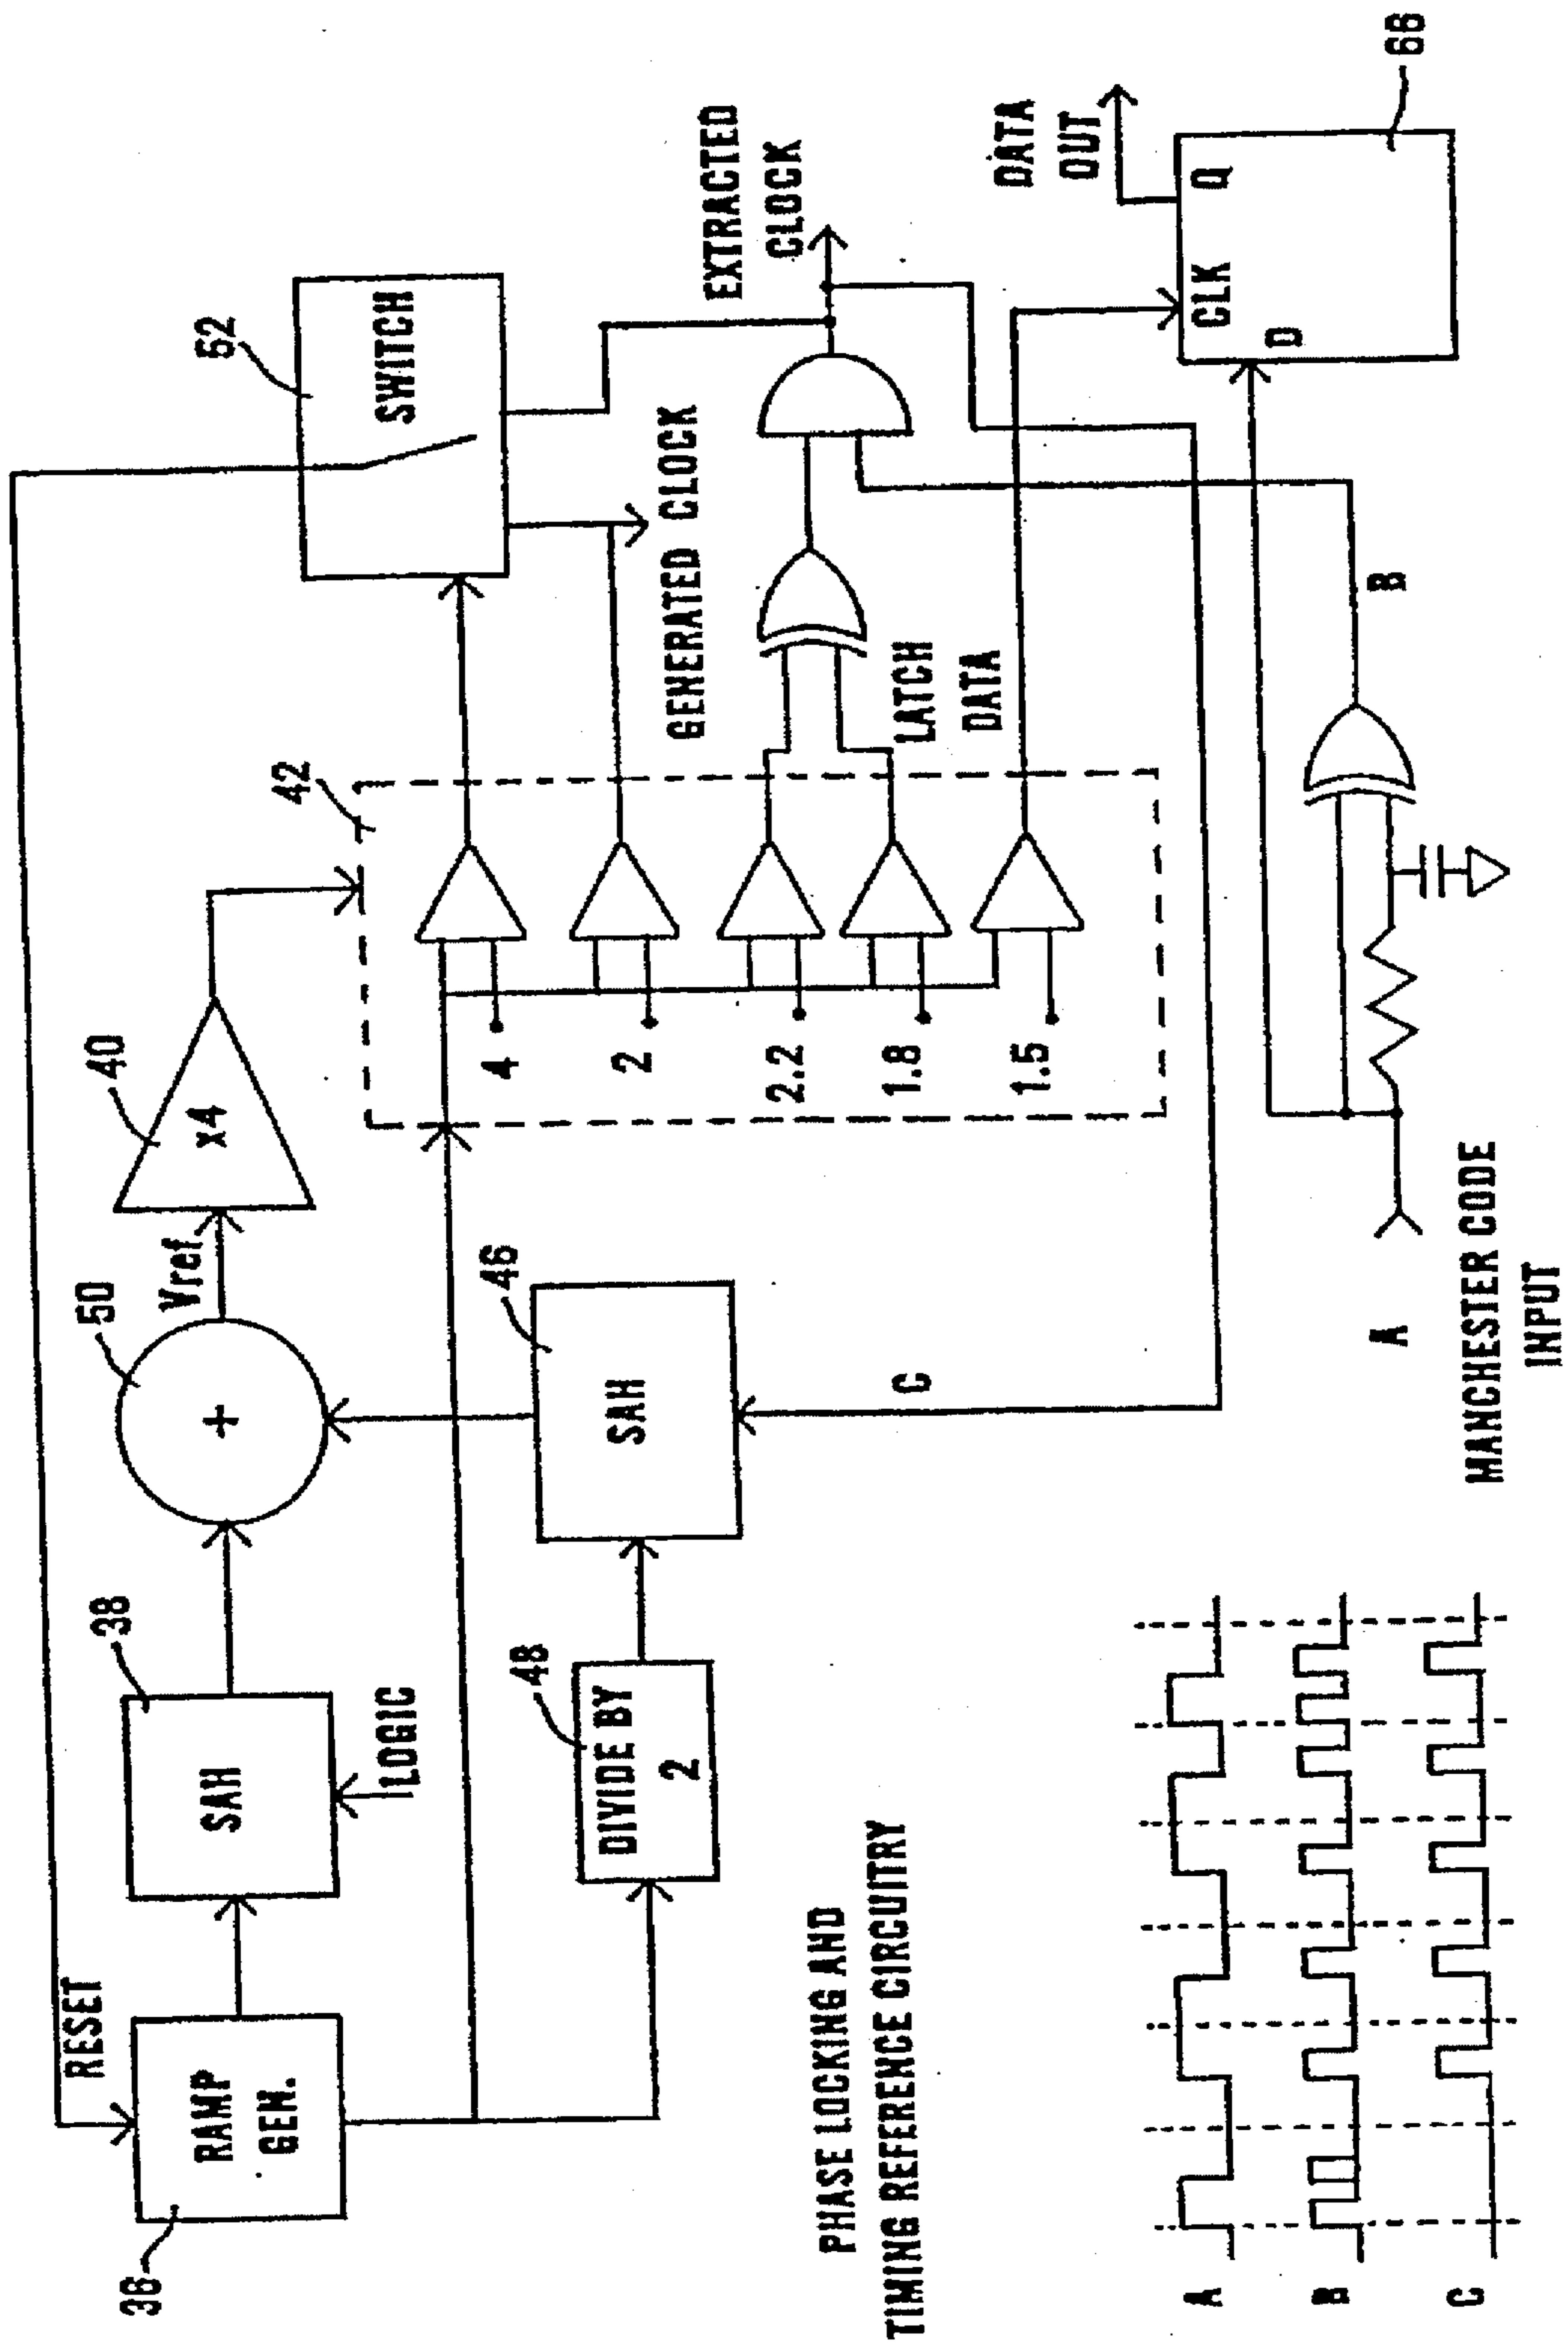 RESET
36
RAMP
GEN.
38
SAH
LOGIC
50
+
Vref.
40
x4
52
SWITCH
42
4
2
2.2
1.8
1.5
GENERATED CLOCK
EXTRACTED
CLOCK
LATCH
DATA
48
DIVIDE BY
2
46
SAH
C
DATA
OUT
CLK
Q
D
66
B
A
MANCHESTER CODE
INPUT
PHASE LOCKING AND
TIMING REFERENCE CIRCUITRY
A
B
C